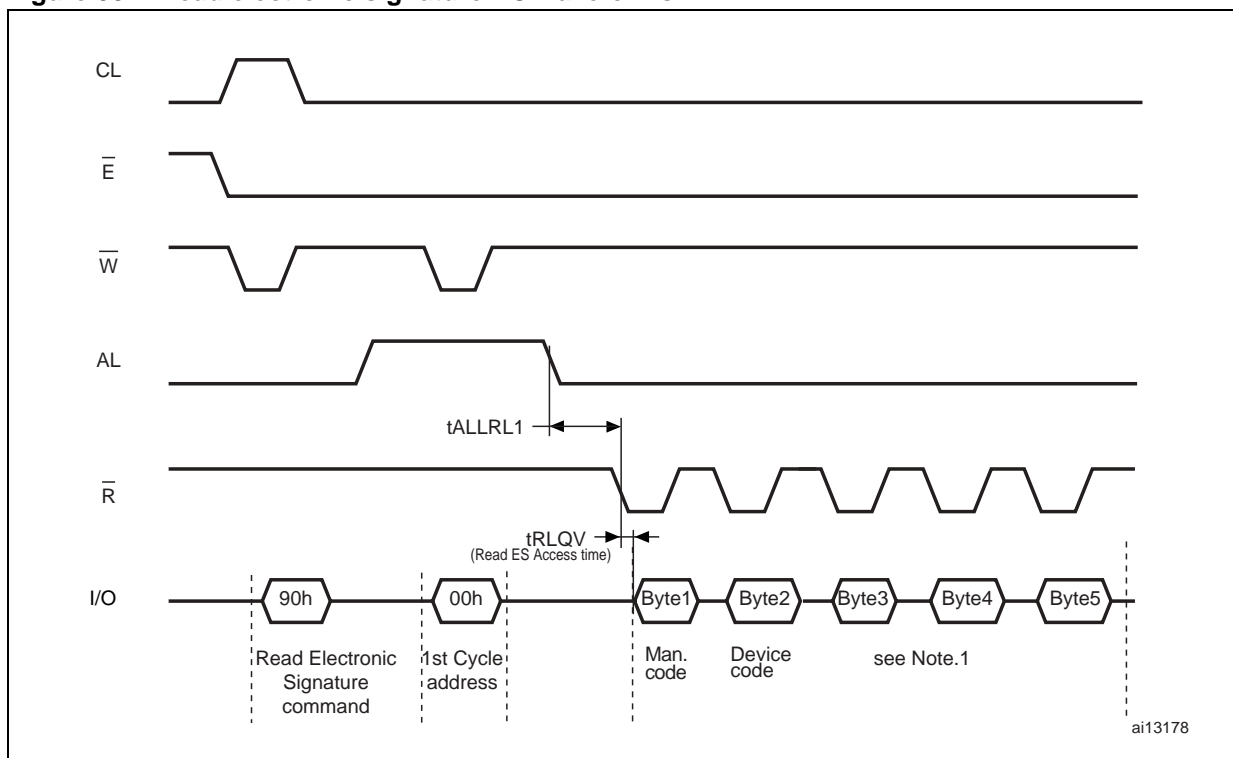 CL
E
W
AL
tALLRL1
R
tRLQV
(Read ES Access time)
I/O
90h
00h
Byte1
Byte2
Byte3
Byte4
Byte5
Read Electronic
Signature
command
1st Cycle
address
Man.
code
Device
code
see Note.1
ai13178